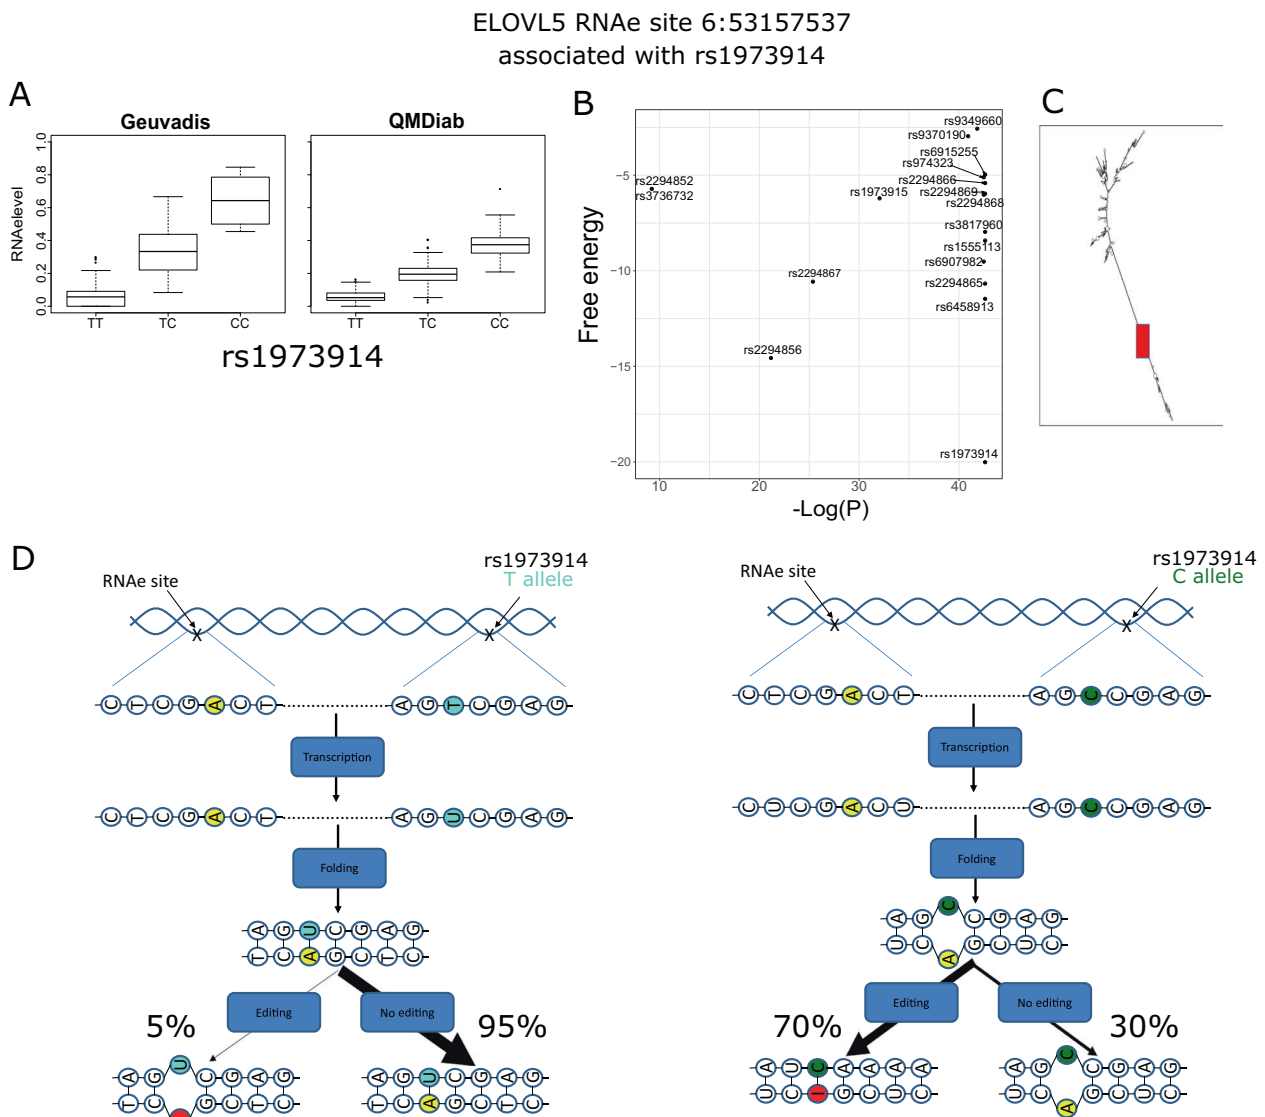 ELOVL5 RNAe site 6:53157537
associated with rs1973914
A
Geuvadis
QMDiab
RNAelevel
0.0 0.2 0.4 0.6 0.8 1.0
TT TC CC
TT TC CC
rs1973914
B
rs9349660
rs9370190
rs6915255
rs974323
rs2294866
rs2294852
rs3736732
rs1973915
rs2294869
rs2294868
rs3817960
rs1555113
rs6907982
rs2294867
rs2294865
rs6458913
rs2294856
rs1973914
Free energy
−5
−10
−15
−20
10 20 30 40
-Log(P)
C
D
RNAe site
rs1973914
T allele
X X
C T C G A C T A G T C G A G
Transcription
C T C G A C T A G U C G A G
Folding
A G U C G A G
T C A G C T C
Editing
No editing
5%
95%
A G U C G A G
T C G C T C
A G U C G A G
T C A G C T C
RNAe site
rs1973914
C allele
X X
C T C G A C T A G C C G A G
Transcription
C U C G A C U A G C C G A G
Folding
A G C C G A G
U C A G C U C
Editing
No editing
70%
30%
A U C A A A A
U C I G C U C
A G C C G U A G
U C A G C U C